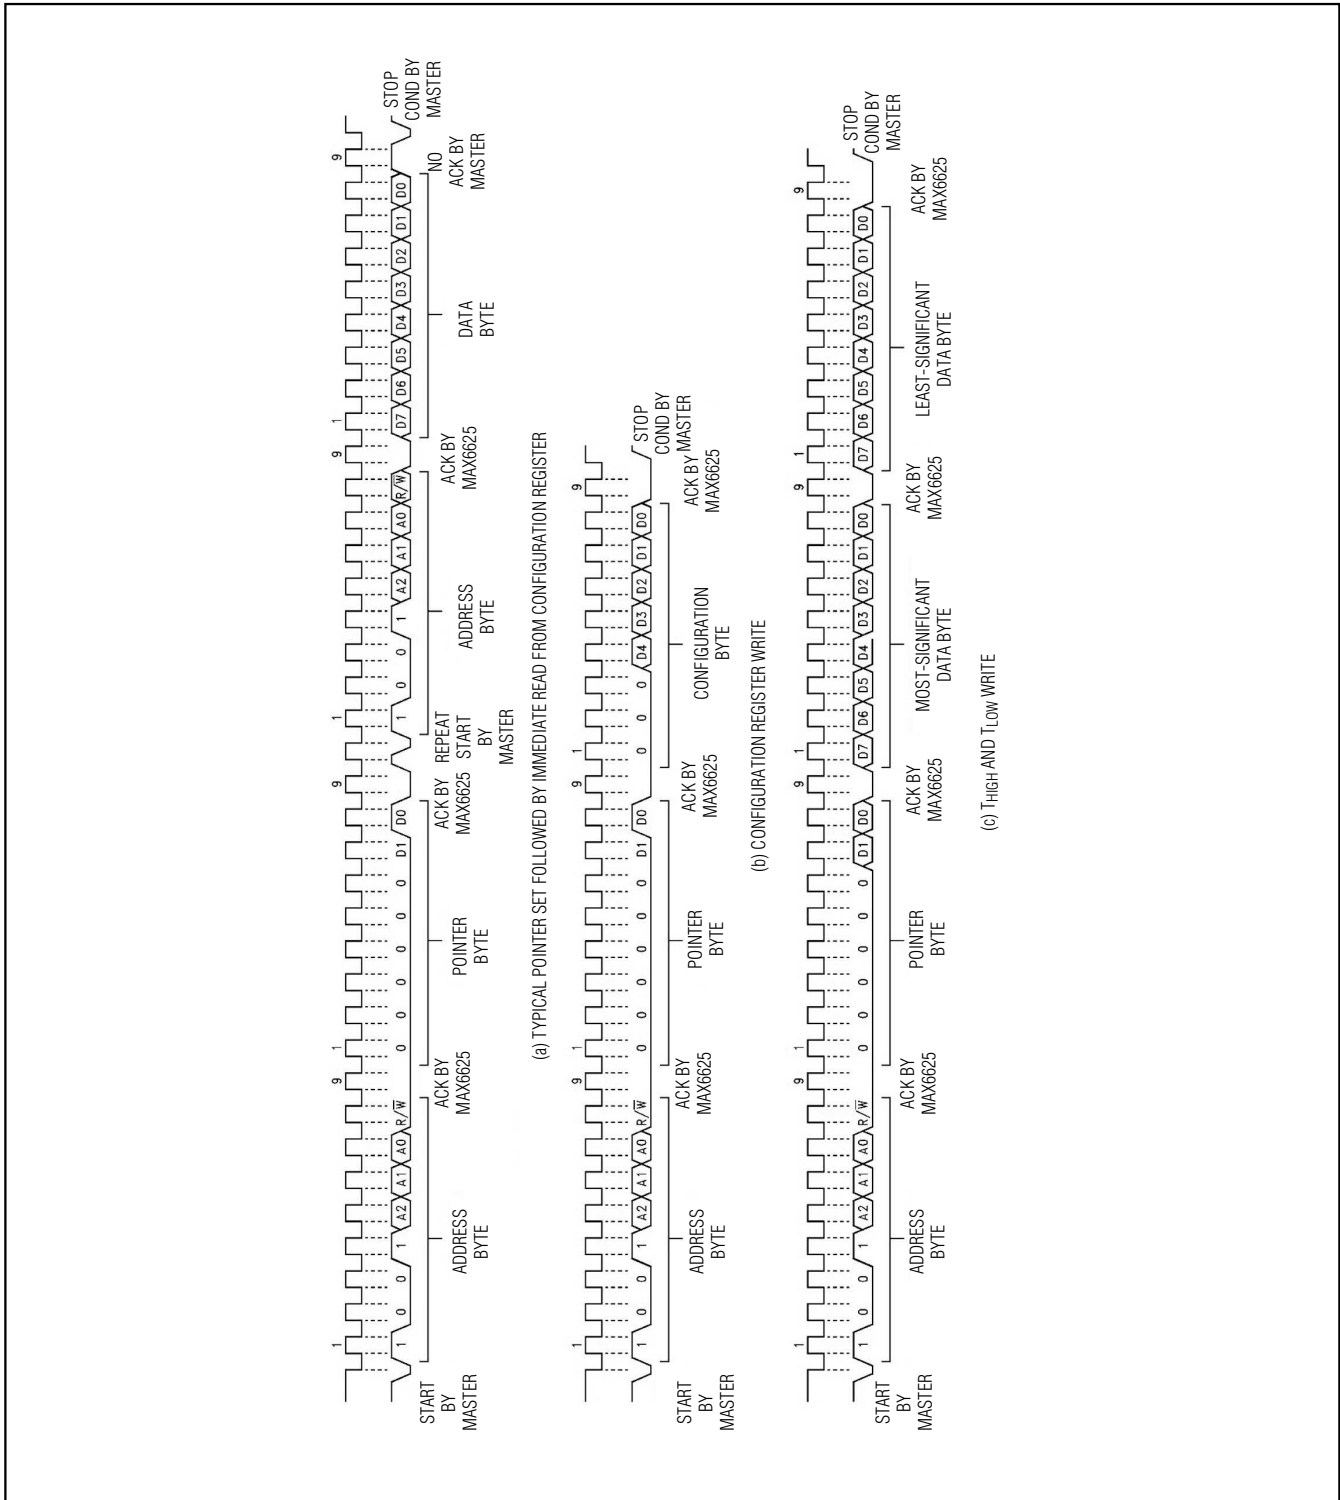 1 9 1 9 1 9 1 9
1 0 0 1 A2 A1 A0 R/W̅ 0 0 0 0 0 0 D1 D0 1 0 0 1 A2 A1 A0 R/W̅ D7 D6 D5 D4 D3 D2 D1 D0
START
BY
MASTER
ADDRESS
BYTE
ACK BY
MAX6625
POINTER
BYTE
ACK BY
MAX6625
REPEAT
START
BY
MASTER
ADDRESS
BYTE
ACK BY
MAX6625
DATA
BYTE
NO
ACK BY
MASTER
STOP
COND BY
MASTER
(a) TYPICAL POINTER SET FOLLOWED BY IMMEDIATE READ FROM CONFIGURATION REGISTER
1 9 1 9 1 9
1 0 0 1 A2 A1 A0 R/W̅ 0 0 0 0 0 0 D1 D0 0 0 0 D4 D3 D2 D1 D0
START
BY
MASTER
ADDRESS
BYTE
ACK BY
MAX6625
POINTER
BYTE
ACK BY
MAX6625
CONFIGURATION
BYTE
ACK BY
MAX6625
STOP
COND BY
MASTER
(b) CONFIGURATION REGISTER WRITE
1 9 1 9 1 9 1 9
1 0 0 1 A2 A1 A0 R/W̅ 0 0 0 0 0 0 D1 D0 D7 D6 D5 D4 D3 D2 D1 D0 D7 D6 D5 D4 D3 D2 D1 D0
START
BY
MASTER
ADDRESS
BYTE
ACK BY
MAX6625
POINTER
BYTE
ACK BY
MAX6625
MOST-SIGNIFICANT
DATA BYTE
ACK BY
MAX6625
LEAST-SIGNIFICANT
DATA BYTE
ACK BY
MAX6625
STOP
COND BY
MASTER
(c) THIGH AND TLOW WRITE